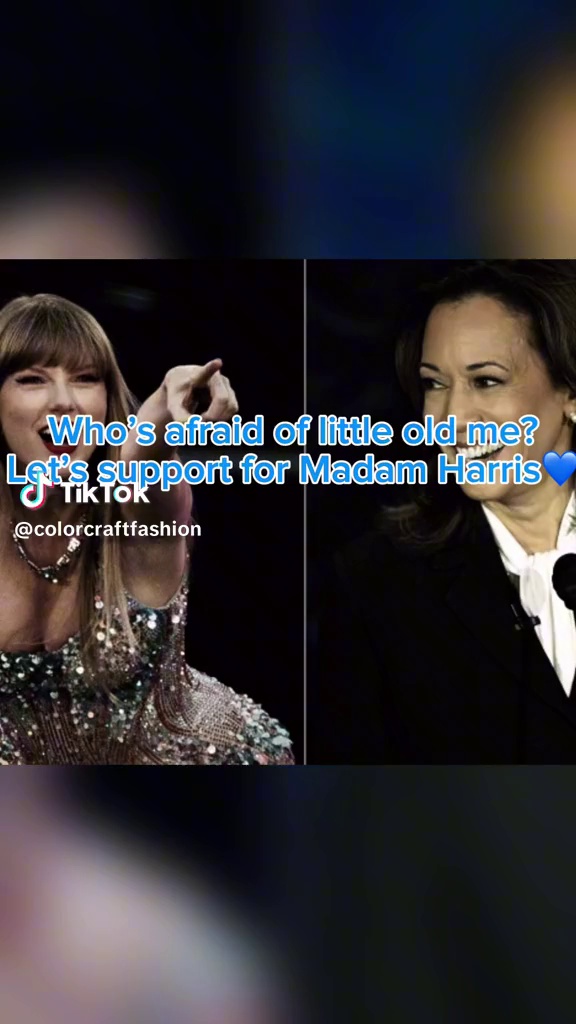 Who’s afraid of little old me?
Let’s support for Madam Harris💙
TikTok
@colorcraftfashion